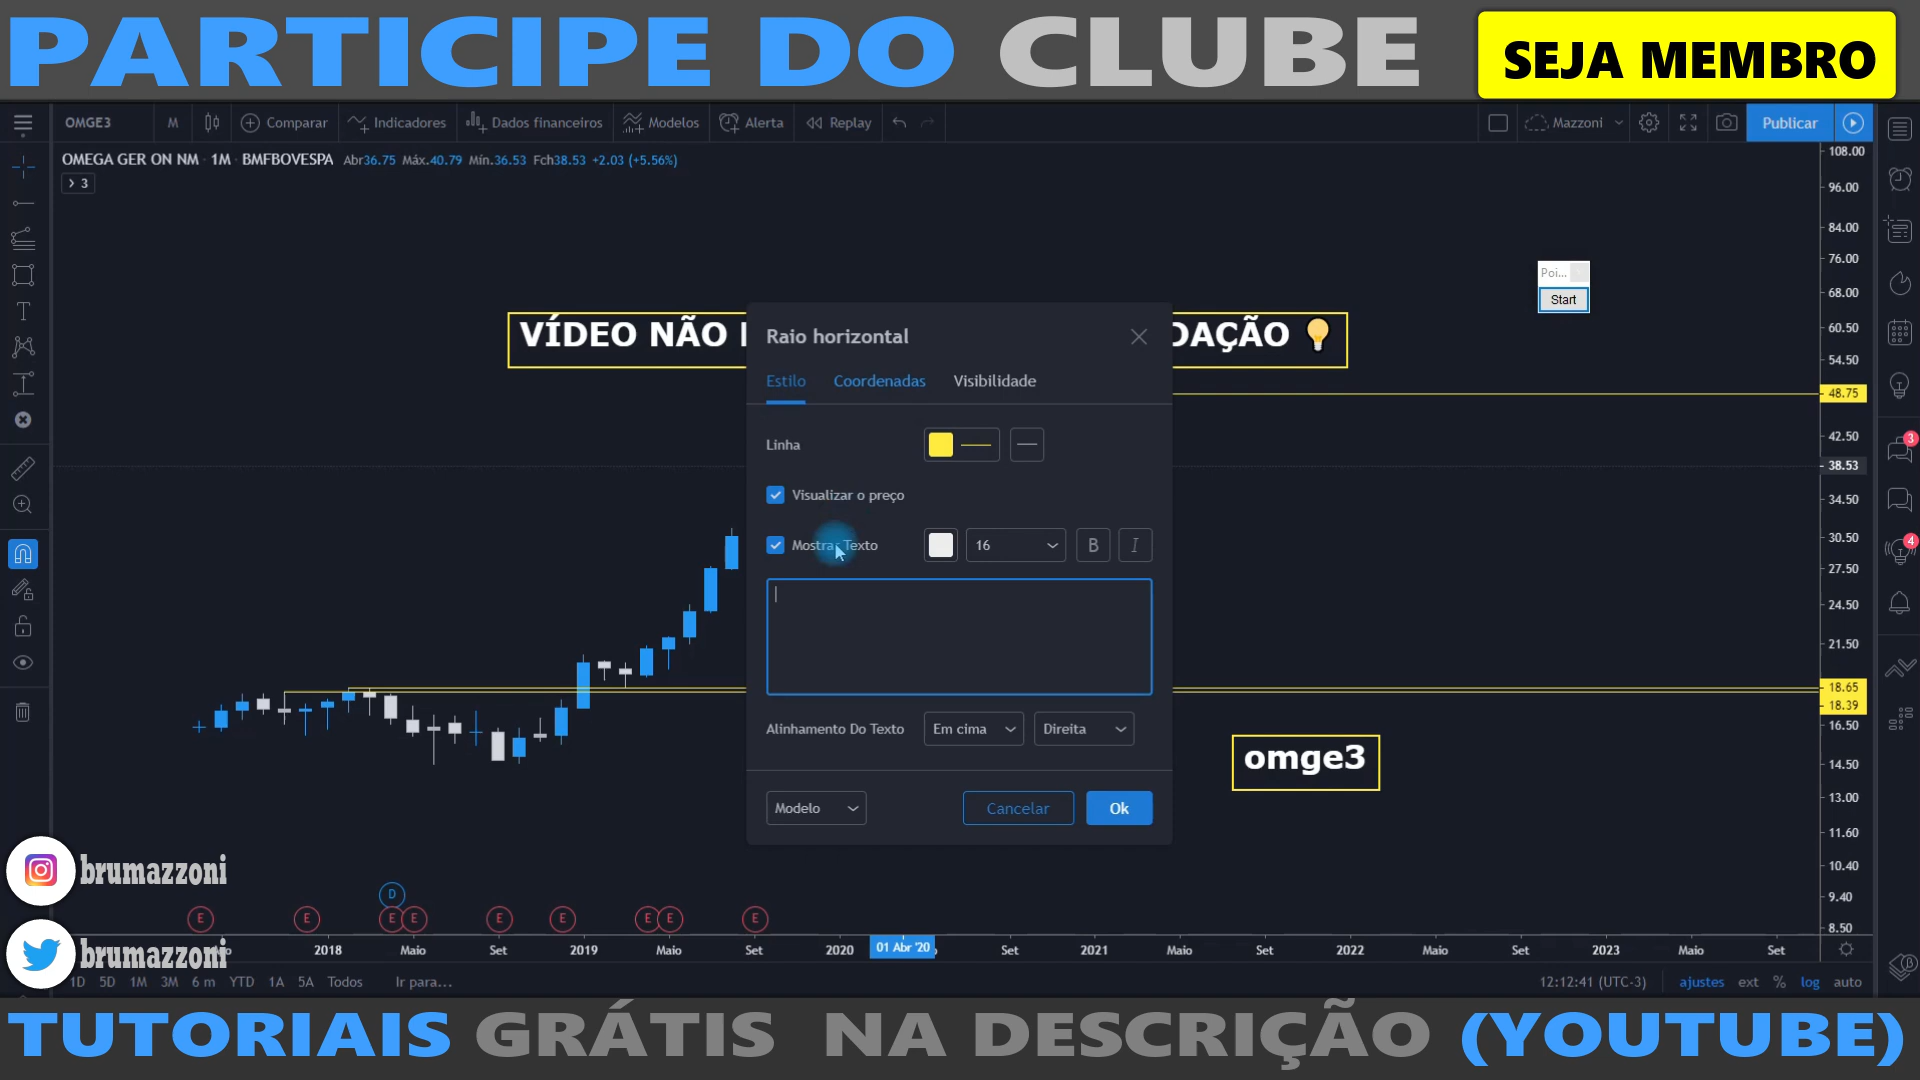 PARTICIPE DO CLUBE
SEJA MEMBRO
OMGE3
M
Comparar
Indicadores
Dados financeiros
Modelos
Alerta
Replay
Mazzoni
Publicar
OMEGA GER ON NM · 1M · BMFBOVESPA Abr36.75 Máx.40.79 Mín.36.53 Fch38.53 +2.03 (+5.56%)
3
108.00
96.00
84.00
76.00
68.00
60.50
54.50
48.75
42.50
38.53
34.50
30.50
27.50
24.50
21.50
18.65
18.39
16.50
14.50
13.00
11.60
10.40
9.40
8.50
Poi...
Start
VÍDEO NÃO
DAÇÃO
Raio horizontal
Estilo
Coordenadas
Visibilidade
Linha
Visualizar o preço
Mostrar Texto
16
B
I
Alinhamento Do Texto
Em cima
Direita
Modelo
Cancelar
Ok
omge3
3
4
brumazzoni
brumazzoni
D
E E E E E E E E E
2018 Maio Set 2019 Maio Set 2020 01 Abr '20 Set 2021 Maio Set 2022 Maio Set 2023 Maio Set
1D 5D 1M 3M 6 m YTD 1A 5A Todos Ir para...
12:12:41 (UTC-3)
ajustes ext % log auto
TUTORIAIS GRÁTIS NA DESCRIÇÃO (YOUTUBE)